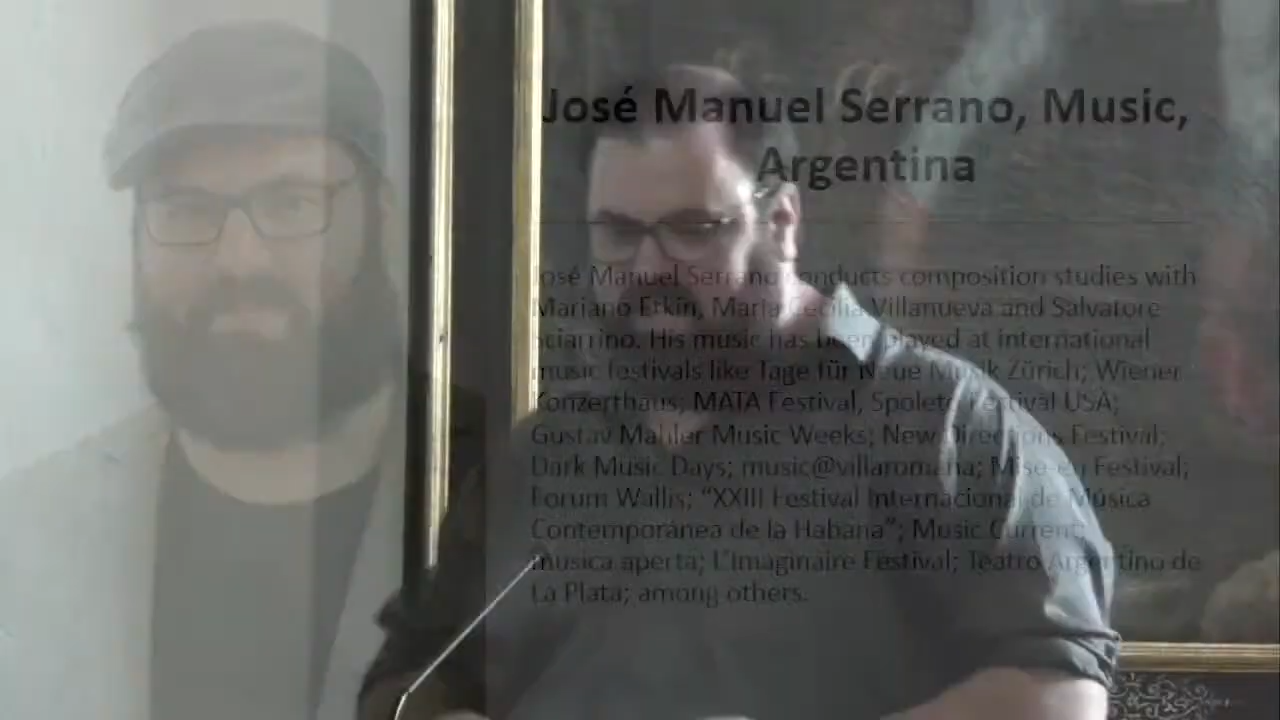 José Manuel Serrano, Music,
Argentina
José Manuel Serrano conducts composition studies with
Mariano Etkin, María Cecilia Villanueva and Salvatore
Sciarrino. His music has been played at international
music festivals like Tage für Neue Musik Zürich; Wiener
Konzerthaus; MATA Festival, Spoleto Festival USA;
Gustav Mahler Music Weeks; New Directions Festival;
Dark Music Days; music@villaromana; Mise-en Festival;
Forum Wallis; “XXIII Festival Internacional de Música
Contemporánea de la Habana”; Music Current;
musica aperta; L'Imaginaire Festival; Teatro Argentino de
La Plata; among others.